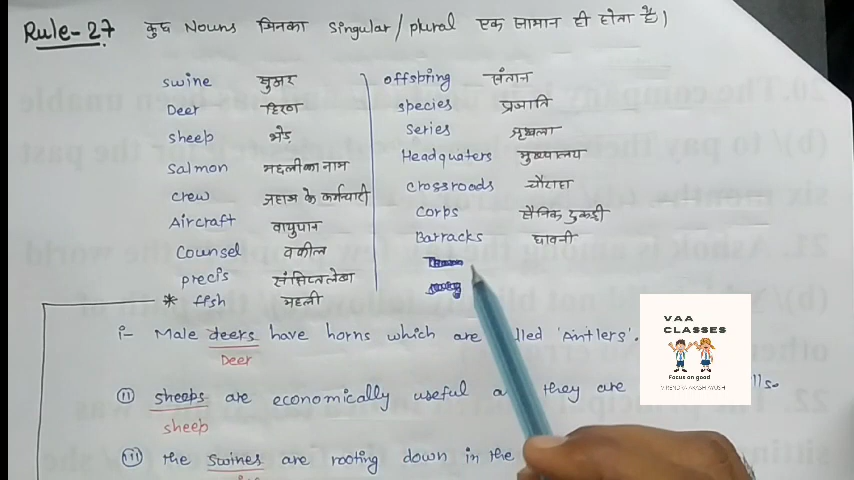 Rule-27 कुछ Nouns जिनका singular/plural एक सामान ही होता है।
swine सुअर
Deer हिरण
sheep भेड़
salmon मछली का नाम
crew जहाज के कर्मचारी
Aircraft वायुयान
Counsel वकील
precis संक्षिप्त लेख
* fish मछली
offspring संतान
species प्रजाति
series श्रृंखला
Headquaters मुख्यालय
crossroads चौराहा
Corps सैनिक टुकड़ी
Barracks छावनी
i- Male deers have horns which are called 'Antlers'.
Deer
(ii) sheeps are economically useful they are
sheep
(iii) the swines are rooting down in the
VAA
CLASSES
Focus on good